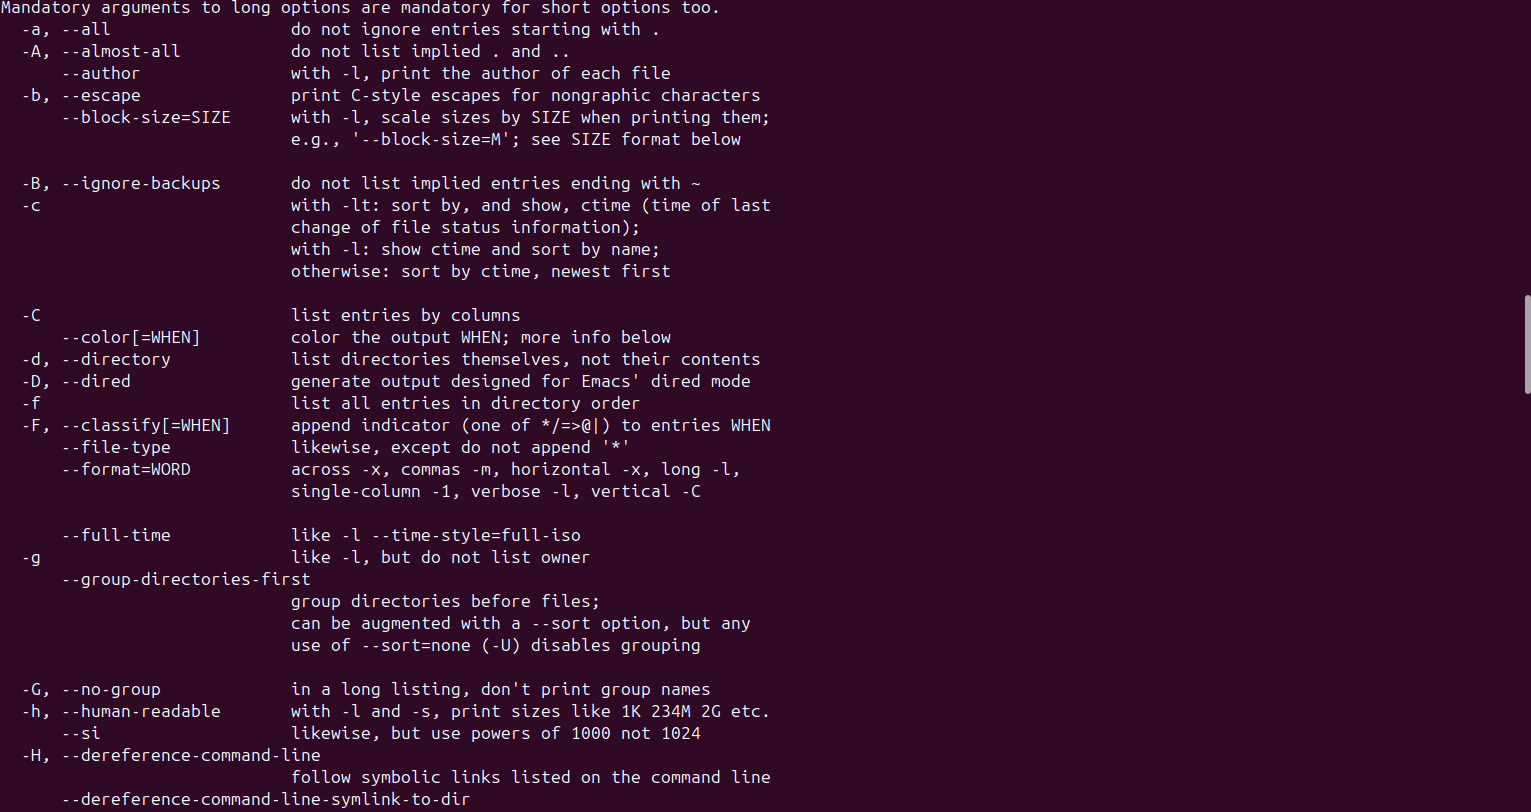 Mandatory arguments to long options are mandatory for short options too.
  -a, --all                  do not ignore entries starting with .
  -A, --almost-all           do not list implied . and ..
      --author               with -l, print the author of each file
  -b, --escape               print C-style escapes for nongraphic characters
      --block-size=SIZE      with -l, scale sizes by SIZE when printing them;
                             e.g., '--block-size=M'; see SIZE format below

  -B, --ignore-backups       do not list implied entries ending with ~
  -c                         with -lt: sort by, and show, ctime (time of last
                             change of file status information);
                             with -l: show ctime and sort by name;
                             otherwise: sort by ctime, newest first

  -C                         list entries by columns
      --color[=WHEN]         color the output WHEN; more info below
  -d, --directory            list directories themselves, not their contents
  -D, --dired                generate output designed for Emacs' dired mode
  -f                         list all entries in directory order
  -F, --classify[=WHEN]      append indicator (one of */=>@|) to entries WHEN
      --file-type            likewise, except do not append '*'
      --format=WORD          across -x, commas -m, horizontal -x, long -l,
                             single-column -1, verbose -l, vertical -C

      --full-time            like -l --time-style=full-iso
  -g                         like -l, but do not list owner
      --group-directories-first
                             group directories before files;
                             can be augmented with a --sort option, but any
                             use of --sort=none (-U) disables grouping

  -G, --no-group             in a long listing, don't print group names
  -h, --human-readable       with -l and -s, print sizes like 1K 234M 2G etc.
      --si                   likewise, but use powers of 1000 not 1024
  -H, --dereference-command-line
                             follow symbolic links listed on the command line
      --dereference-command-line-symlink-to-dir